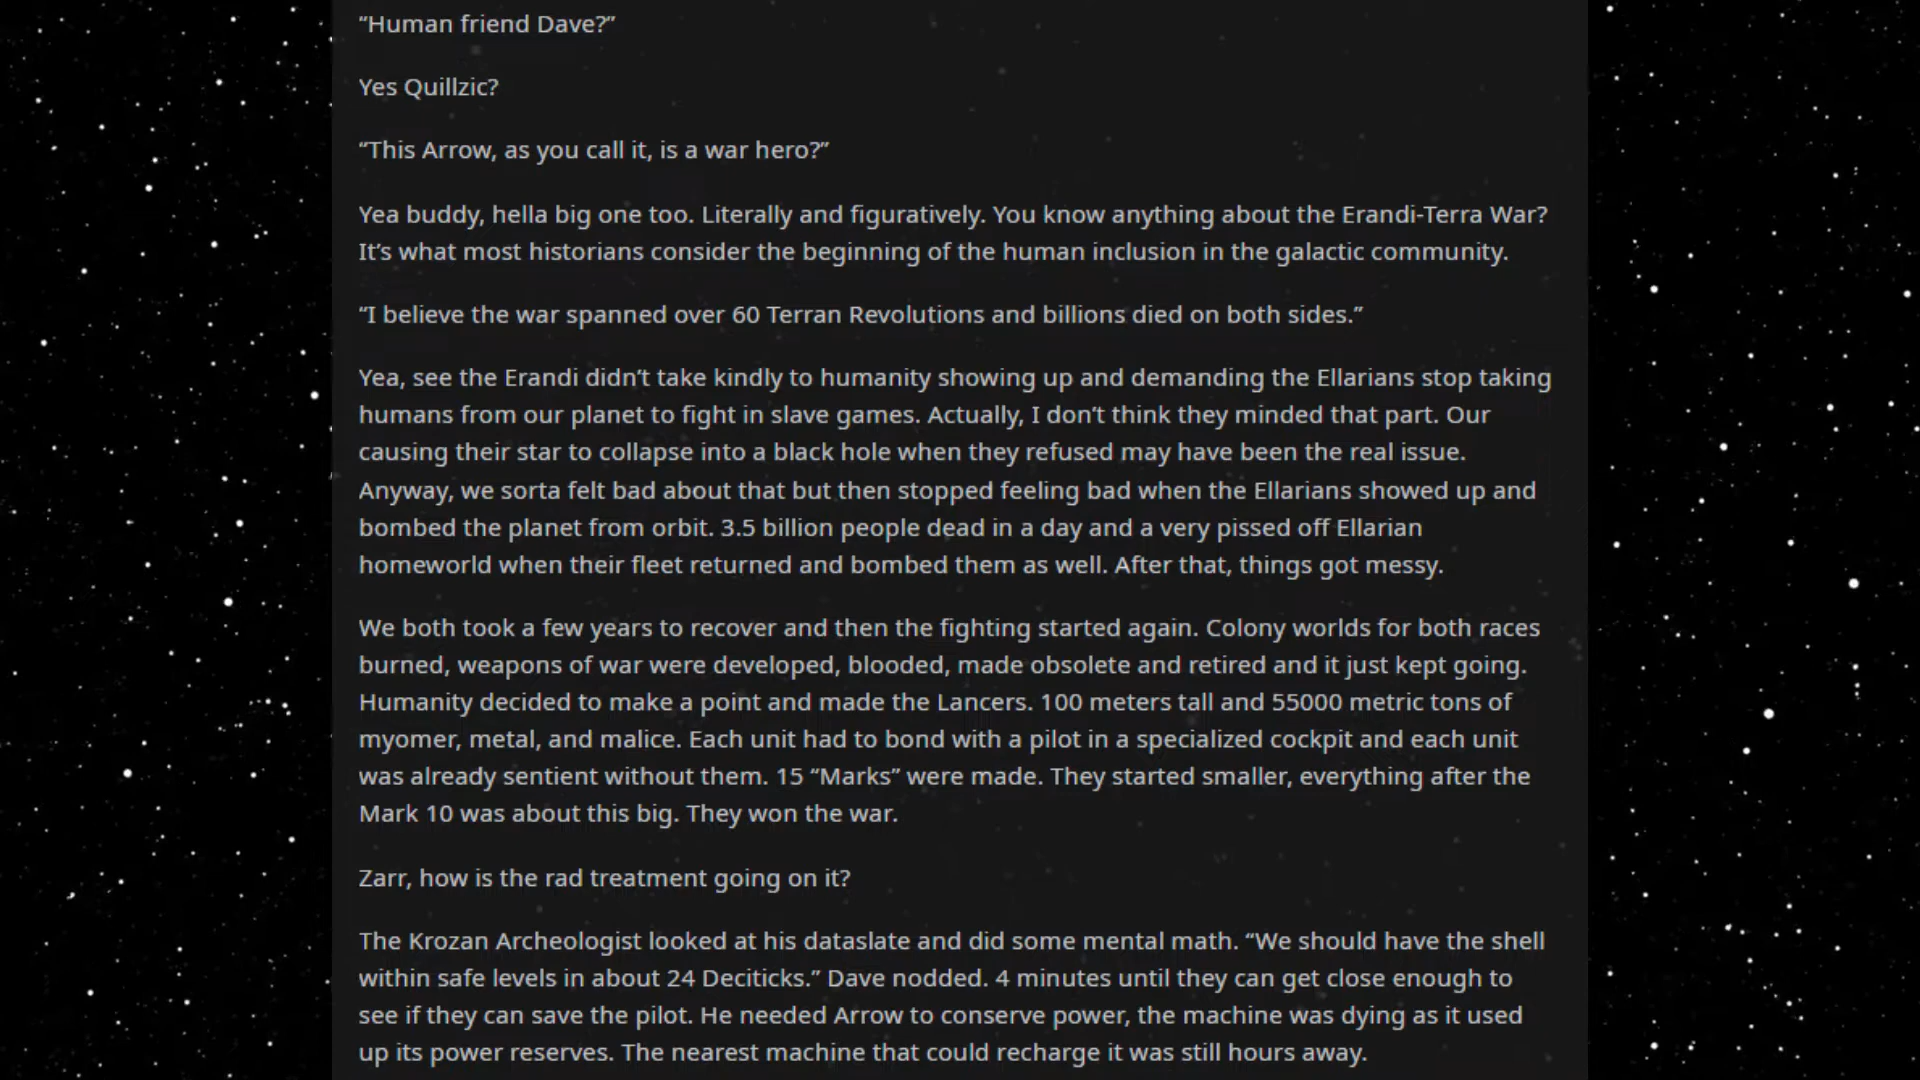 “Human friend Dave?”
Yes Quillzic?
“This Arrow, as you call it, is a war hero?”
Yea buddy, hella big one too. Literally and figuratively. You know anything about the Erandi-Terra War?
It’s what most historians consider the beginning of the human inclusion in the galactic community.
“I believe the war spanned over 60 Terran Revolutions and billions died on both sides.”
Yea, see the Erandi didn’t take kindly to humanity showing up and demanding the Ellarians stop taking
humans from our planet to fight in slave games. Actually, I don’t think they minded that part. Our
causing their star to collapse into a black hole when they refused may have been the real issue.
Anyway, we sorta felt bad about that but then stopped feeling bad when the Ellarians showed up and
bombed the planet from orbit. 3.5 billion people dead in a day and a very pissed off Ellarian
homeworld when their fleet returned and bombed them as well. After that, things got messy.
We both took a few years to recover and then the fighting started again. Colony worlds for both races
burned, weapons of war were developed, blooded, made obsolete and retired and it just kept going.
Humanity decided to make a point and made the Lancers. 100 meters tall and 55000 metric tons of
myomer, metal, and malice. Each unit had to bond with a pilot in a specialized cockpit and each unit
was already sentient without them. 15 “Marks” were made. They started smaller, everything after the
Mark 10 was about this big. They won the war.
Zarr, how is the rad treatment going on it?
The Krozan Archeologist looked at his dataslate and did some mental math. “We should have the shell
within safe levels in about 24 Deciticks.” Dave nodded. 4 minutes until they can get close enough to
see if they can save the pilot. He needed Arrow to conserve power, the machine was dying as it used
up its power reserves. The nearest machine that could recharge it was still hours away.